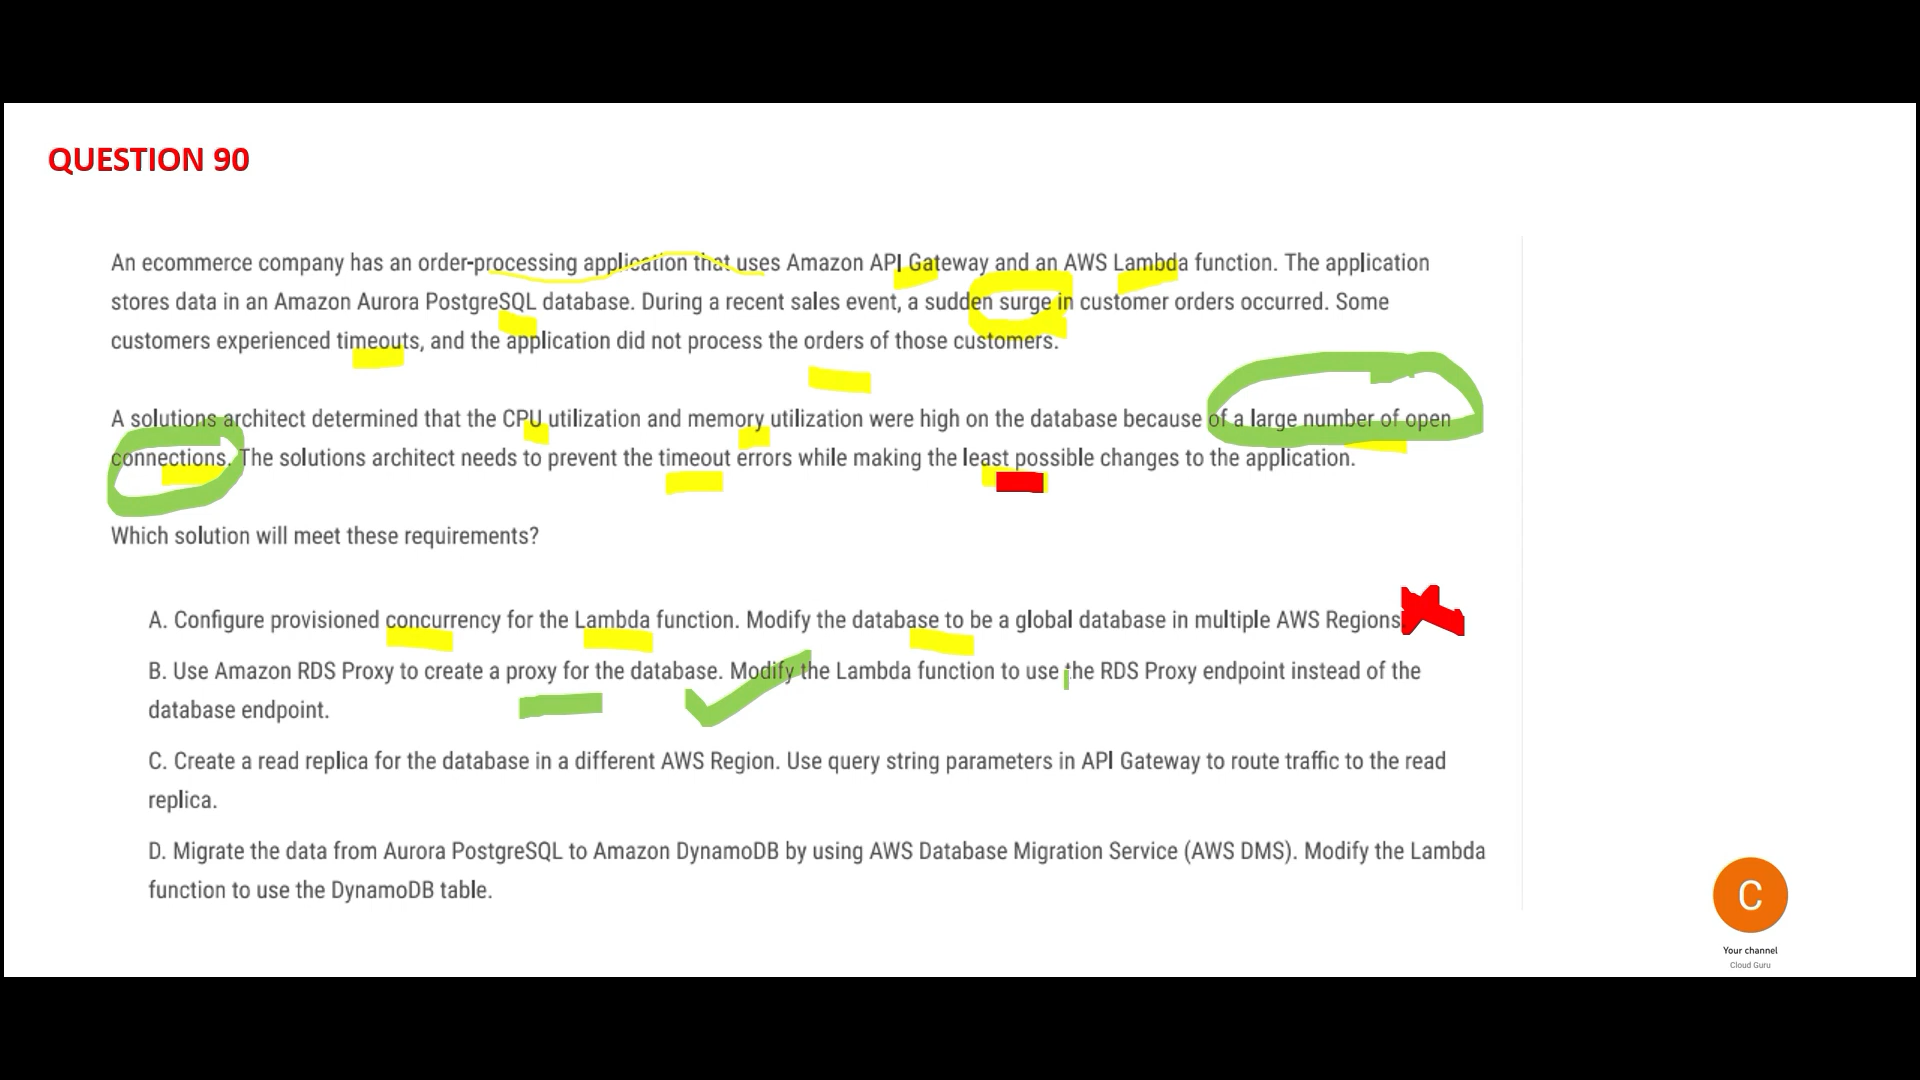 QUESTION 90
An ecommerce company has an order-processing application that uses Amazon API Gateway and an AWS Lambda function. The application
stores data in an Amazon Aurora PostgreSQL database. During a recent sales event, a sudden surge in customer orders occurred. Some
customers experienced timeouts, and the application did not process the orders of those customers.
A solutions architect determined that the CPU utilization and memory utilization were high on the database because of a large number of open
connections. The solutions architect needs to prevent the timeout errors while making the least possible changes to the application.
Which solution will meet these requirements?
A. Configure provisioned concurrency for the Lambda function. Modify the database to be a global database in multiple AWS Regions.
B. Use Amazon RDS Proxy to create a proxy for the database. Modify the Lambda function to use the RDS Proxy endpoint instead of the
database endpoint.
C. Create a read replica for the database in a different AWS Region. Use query string parameters in API Gateway to route traffic to the read
replica.
D. Migrate the data from Aurora PostgreSQL to Amazon DynamoDB by using AWS Database Migration Service (AWS DMS). Modify the Lambda
function to use the DynamoDB table.
C
Your channel
Cloud Guru